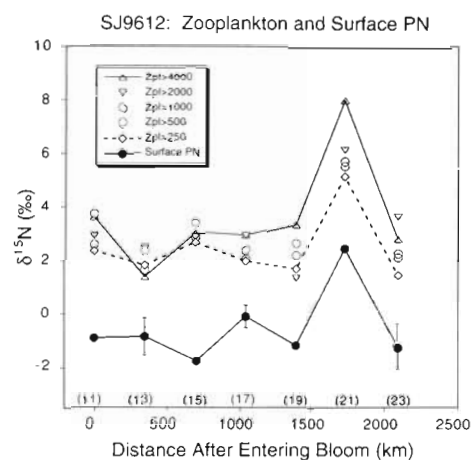 SJ9612: Zooplankton and Surface PN
10
8
6
4
2
0
-2
δ¹⁵N (‰)
Zpl>4000
Zpl>2000
Zpl>1000
Zpl>500
Zpl>250
Surface PN
(11) (13) (15) (17) (19) (21) (23)
0 500 1000 1500 2000 2500
Distance After Entering Bloom (km)